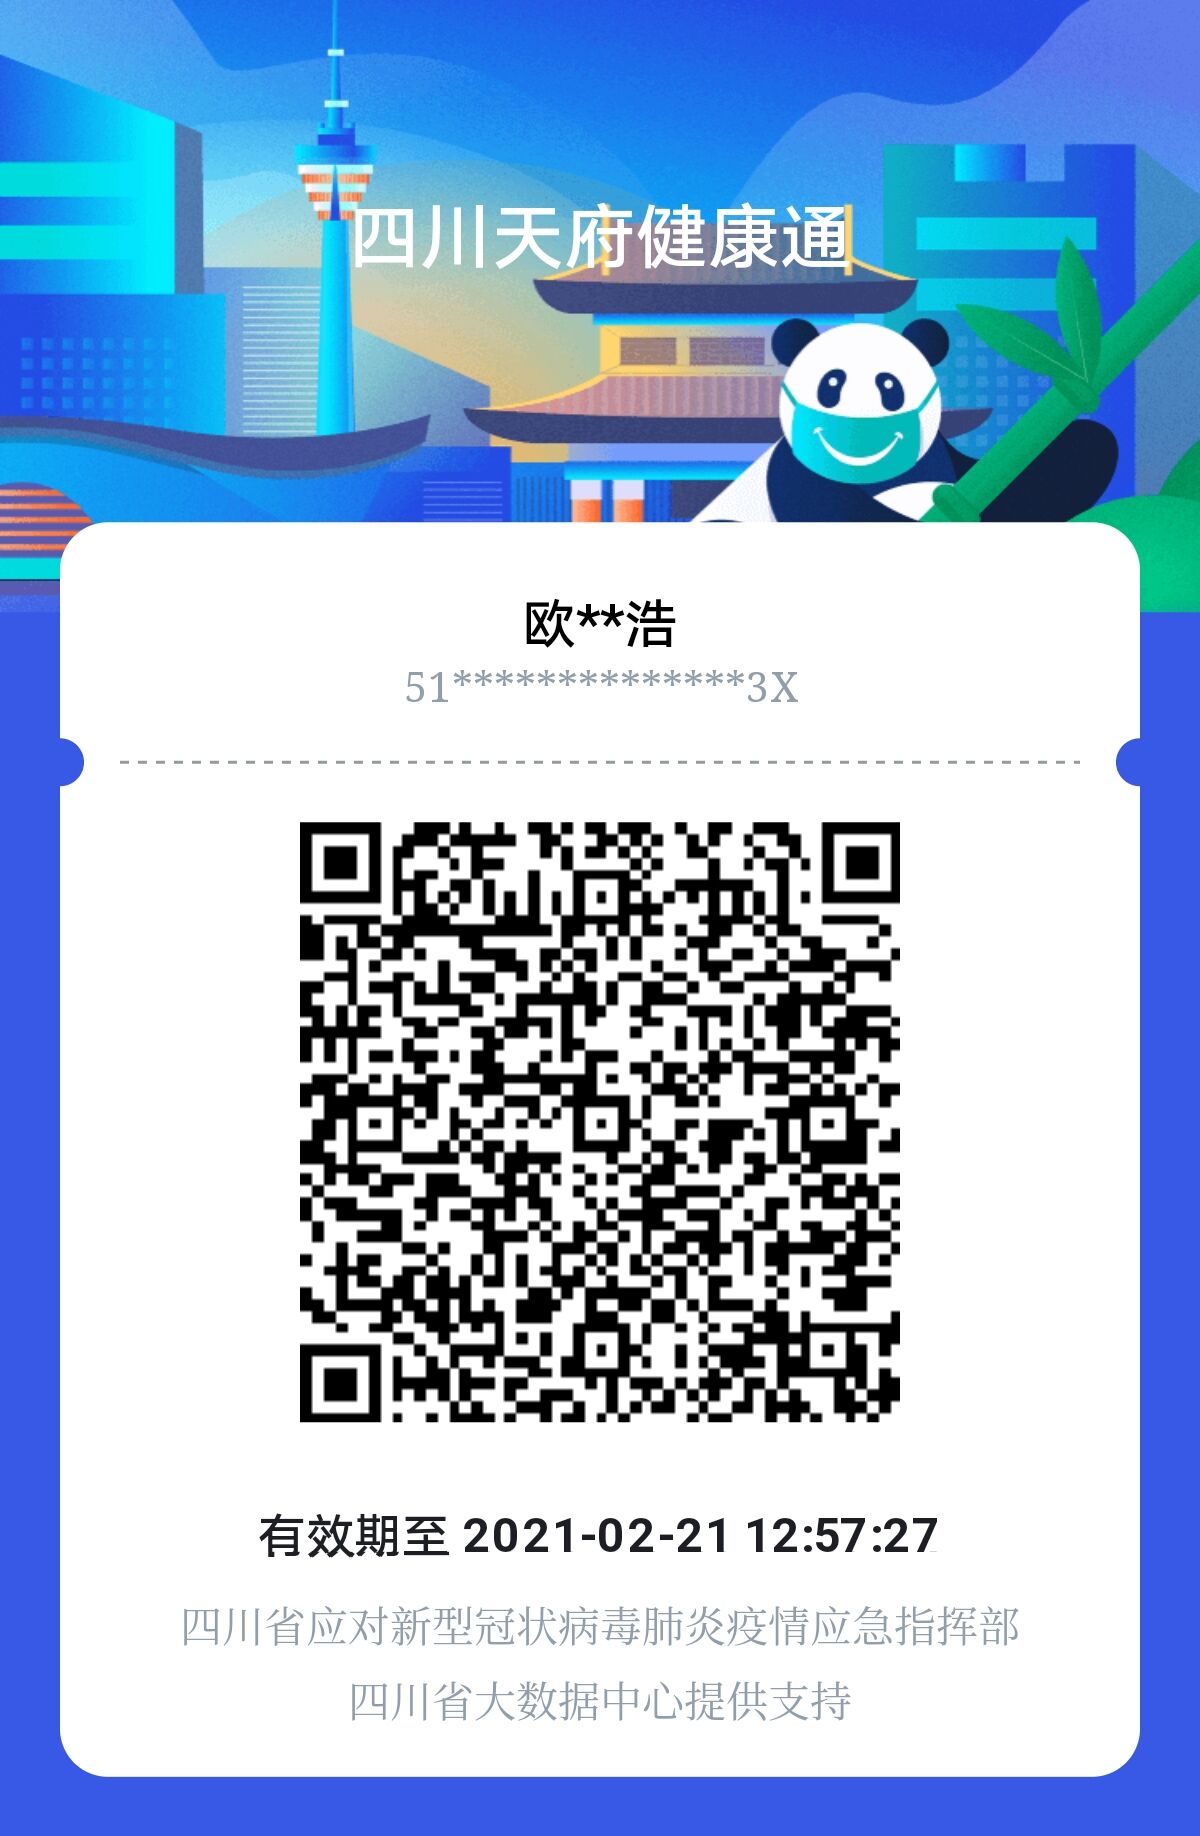 四川天府健康通
欧**浩
51**************3X
有效期至 2021-02-21 12:57:27
四川省应对新型冠状病毒肺炎疫情应急指挥部
四川省大数据中心提供支持